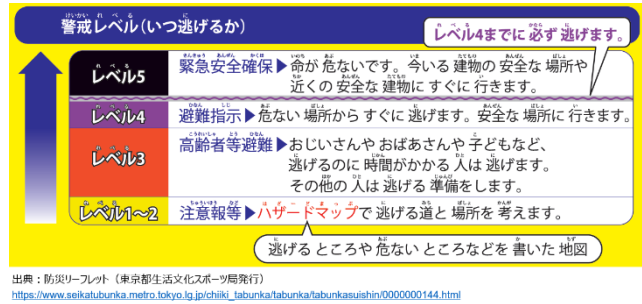 警戒レベル(いつ逃げるか)
レベル4までに必ず逃げます。
レベル5
緊急安全確保▶命が危ないです。今いる建物の安全な場所や
近くの安全な建物にすぐに行きます。
レベル4
避難指示▶危ない場所からすぐに逃げます。安全な場所に行きます。
レベル3
高齢者等避難▶おじいさんやおばあさんや子どもなど、
逃げるのに時間がかかる人は逃げます。
その他の人は逃げる準備をします。
レベル1~2
注意報等▶ハザードマップで逃げる道と場所を考えます。
逃げるところや危ないところなどを書いた地図
出典:防災リーフレット(東京都生活文化スポーツ局発行)
https://www.seikatubunka.metro.tokyo.lg.jp/chiiki_tabunka/tabunka/tabunkasuishin/0000000144.html